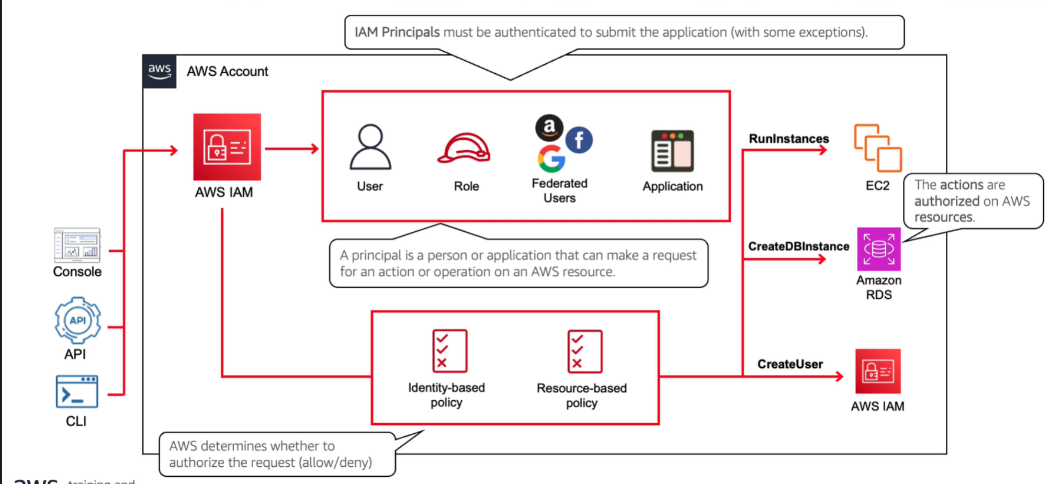 IAM Principals must be authenticated to submit the application (with some exceptions).
aws
AWS Account
AWS IAM
User
Role
a
f
G
Federated
Users
Application
RunInstances
EC2
The actions are
authorized on AWS
resources.
A principal is a person or application that can make a request
for an action or operation on an AWS resource.
CreateDBInstance
Amazon
RDS
Console
API
API
CLI
Identity-based
policy
Resource-based
policy
CreateUser
AWS IAM
AWS determines whether to
authorize the request (allow/deny)
aws training and